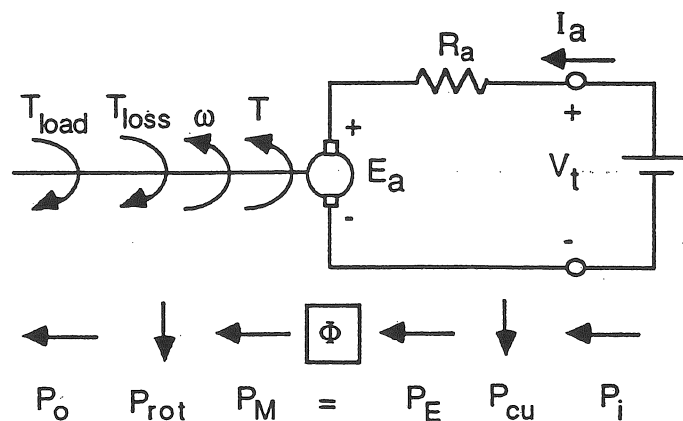 I_a
R_a
T_load T_loss ω T
+ +
E_a V_t
- -
Φ
P_o P_rot P_M = P_E P_cu P_i